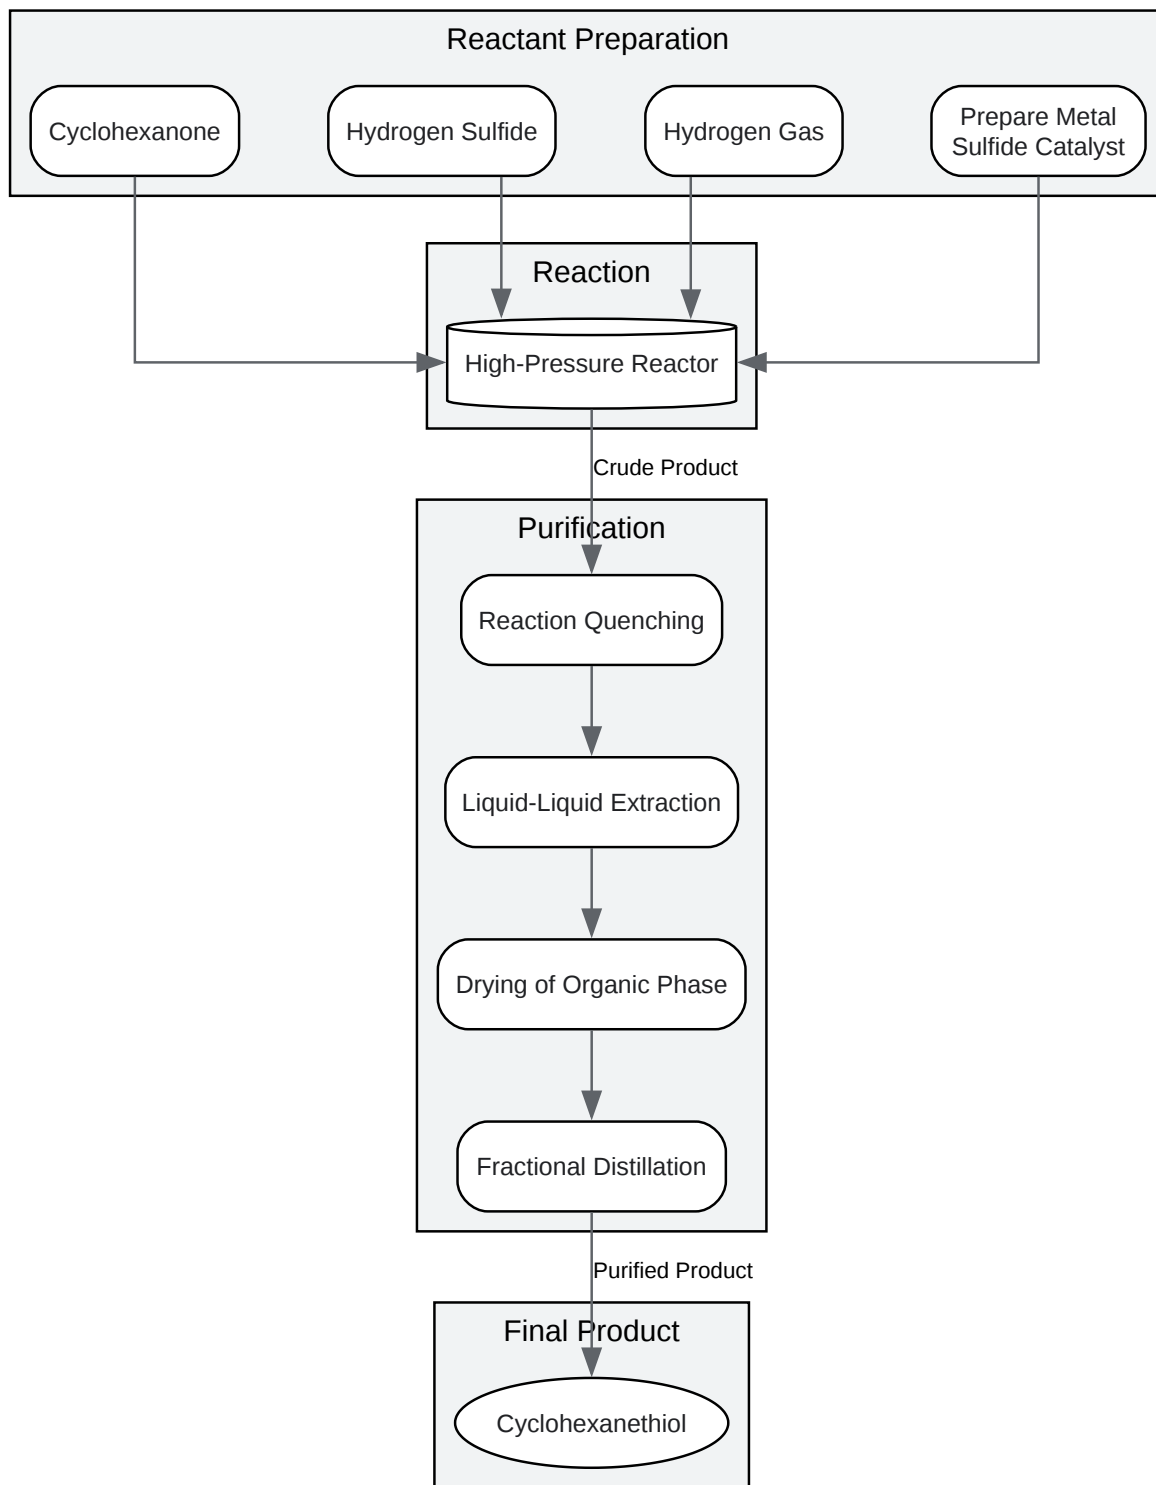 Reactant Preparation
Cyclohexanone
Hydrogen Sulfide
Hydrogen Gas
Prepare Metal
Sulfide Catalyst
Reaction
High-Pressure Reactor
Crude Product
Purification
Reaction Quenching
Liquid-Liquid Extraction
Drying of Organic Phase
Fractional Distillation
Purified Product
Final Product
Cyclohexanethiol